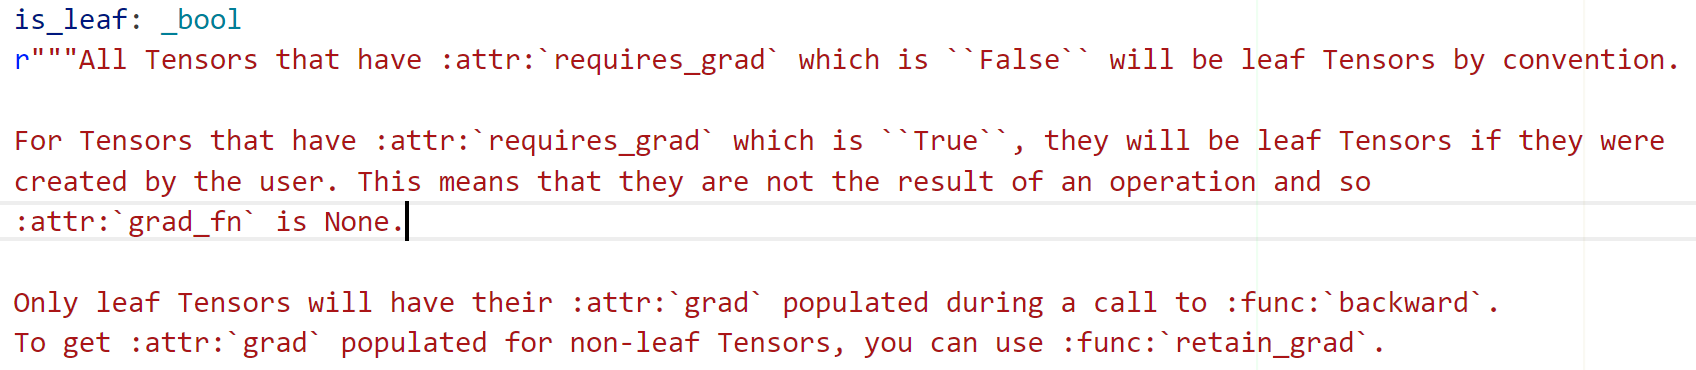 is_leaf: _bool
r"""All Tensors that have :attr:`requires_grad` which is ``False`` will be leaf Tensors by convention.
For Tensors that have :attr:`requires_grad` which is ``True``, they will be leaf Tensors if they were
created by the user. This means that they are not the result of an operation and so
:attr:`grad_fn` is None.
Only leaf Tensors will have their :attr:`grad` populated during a call to :func:`backward`.
To get :attr:`grad` populated for non-leaf Tensors, you can use :func:`retain_grad`.